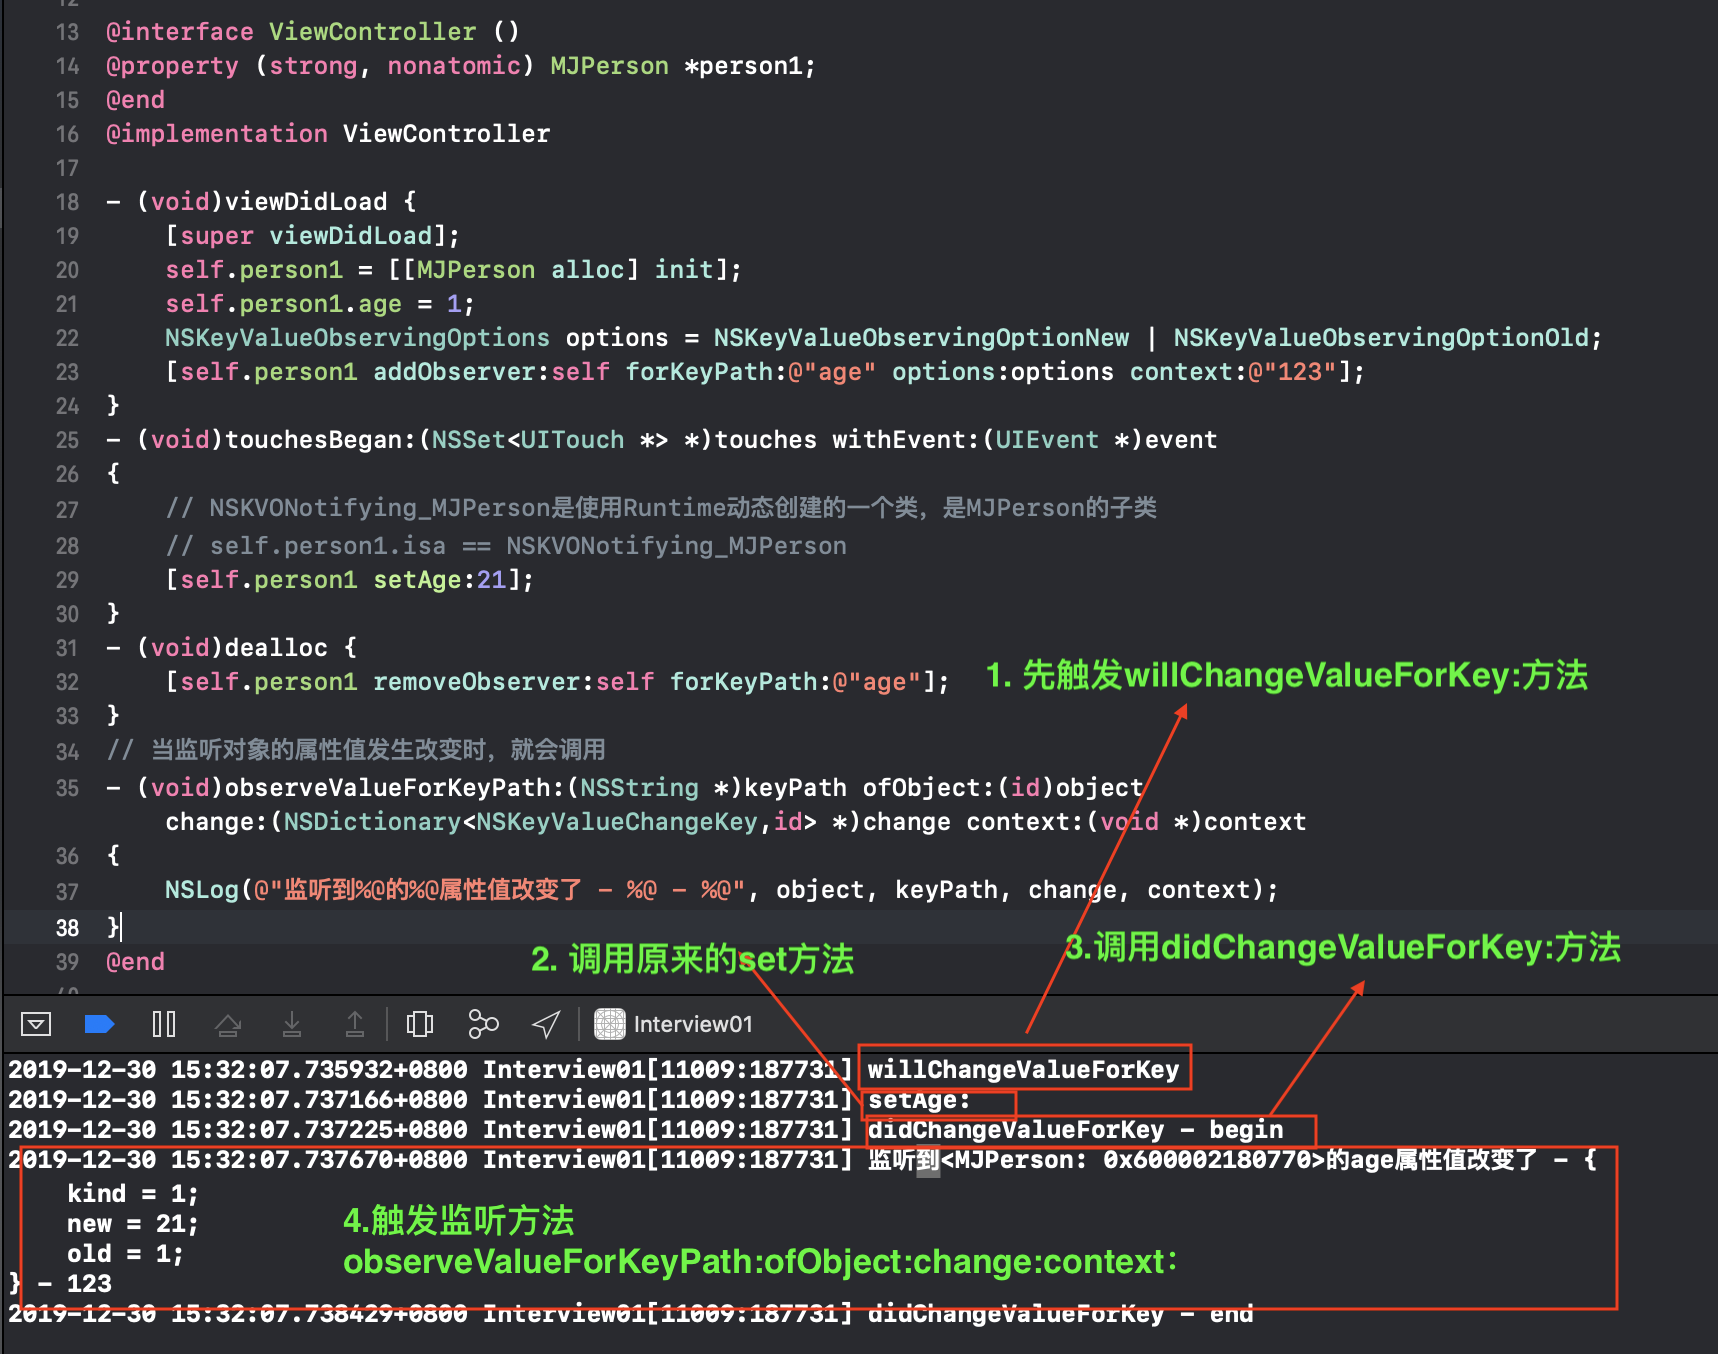 12
13 @interface ViewController ()
14 @property (strong, nonatomic) MJPerson *person1;
15 @end
16 @implementation ViewController
17
18 - (void)viewDidLoad {
19 [super viewDidLoad];
20 self.person1 = [[MJPerson alloc] init];
21 self.person1.age = 1;
22 NSKeyValueObservingOptions options = NSKeyValueObservingOptionNew | NSKeyValueObservingOptionOld;
23 [self.person1 addObserver:self forKeyPath:@"age" options:options context:@"123"];
24 }
25 - (void)touchesBegan:(NSSet<UITouch *> *)touches withEvent:(UIEvent *)event
26 {
27 // NSKVONotifying_MJPerson是使用Runtime动态创建的一个类，是MJPerson的子类
28 // self.person1.isa == NSKVONotifying_MJPerson
29 [self.person1 setAge:21];
30 }
31 - (void)dealloc {
32 [self.person1 removeObserver:self forKeyPath:@"age"];
1. 先触发willChangeValueForKey:方法
33 }
34 // 当监听对象的属性值发生改变时，就会调用
35 - (void)observeValueForKeyPath:(NSString *)keyPath ofObject:(id)object
change:(NSDictionary<NSKeyValueChangeKey,id> *)change context:(void *)context
36 {
37 NSLog(@"监听到%@的%@属性值改变了 - %@ - %@", object, keyPath, change, context);
38 }
2. 调用原来的set方法
3.调用didChangeValueForKey:方法
39 @end
40
Interview01
2019-12-30 15:32:07.735932+0800 Interview01[11009:187731] willChangeValueForKey
2019-12-30 15:32:07.737166+0800 Interview01[11009:187731] setAge:
2019-12-30 15:32:07.737225+0800 Interview01[11009:187731] didChangeValueForKey - begin
2019-12-30 15:32:07.737670+0800 Interview01[11009:187731] 监听到<MJPerson: 0x600002180770>的age属性值改变了 - {
kind = 1;
new = 21;
old = 1;
} - 123
4.触发监听方法
observeValueForKeyPath:ofObject:change:context：
2019-12-30 15:32:07.738429+0800 Interview01[11009:187731] didChangeValueForKey - end